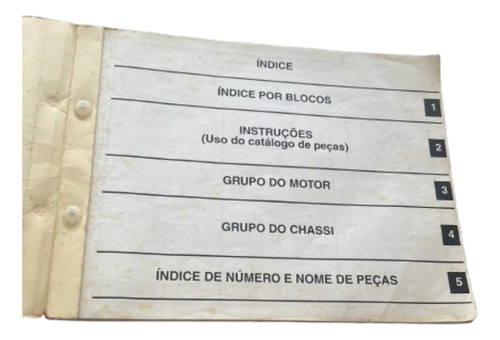 ÍNDICE
ÍNDICE POR BLOCOS
1
INSTRUÇÕES
(Uso do catálogo de peças)
2
GRUPO DO MOTOR
3
GRUPO DO CHASSI
4
ÍNDICE DE NÚMERO E NOME DE PEÇAS
5